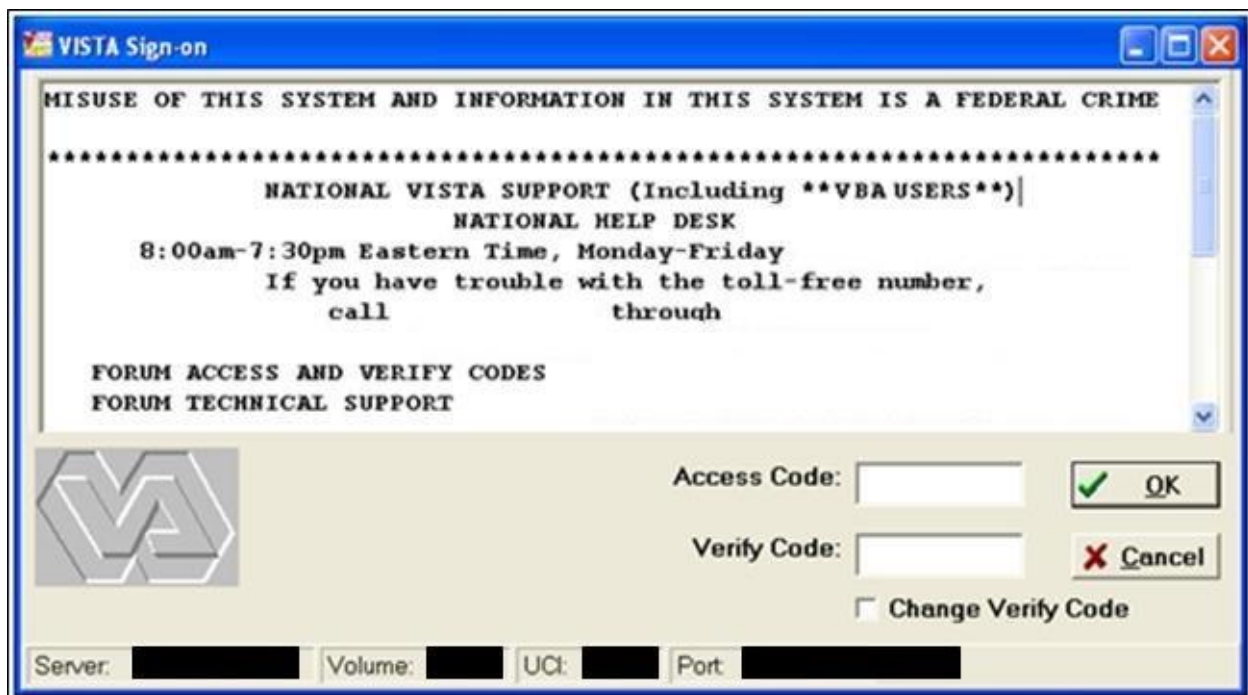 VISTA Sign-on
MISUSE OF THIS SYSTEM AND INFORMATION IN THIS SYSTEM IS A FEDERAL CRIME
*************************************************************************
NATIONAL VISTA SUPPORT (Including **VBA USERS**)
NATIONAL HELP DESK
8:00am-7:30pm Eastern Time, Monday-Friday
If you have trouble with the toll-free number,
call through
FORUM ACCESS AND VERIFY CODES
FORUM TECHNICAL SUPPORT
VA
Access Code:
OK
Verify Code:
Cancel
Change Verify Code
Server: Volume: UCI: Port: